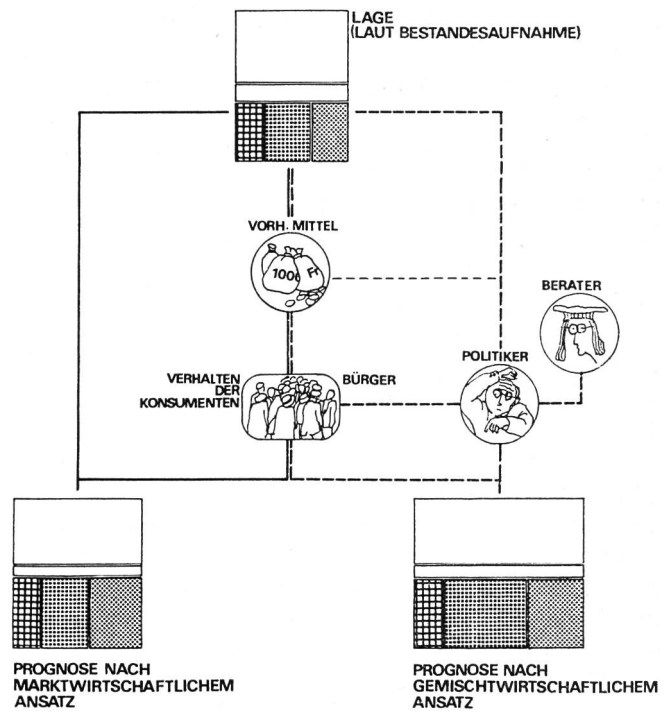 LAGE
(LAUT BESTANDESAUFNAHME)
VORH. MITTEL
100 Fr
BERATER
POLITIKER
VERHALTEN
DER
KONSUMENTEN
BÜRGER
PROGNOSE NACH
MARKTWIRTSCHAFTLICHEM
ANSATZ
PROGNOSE NACH
GEMISCHTWIRTSCHAFTLICHEM
ANSATZ